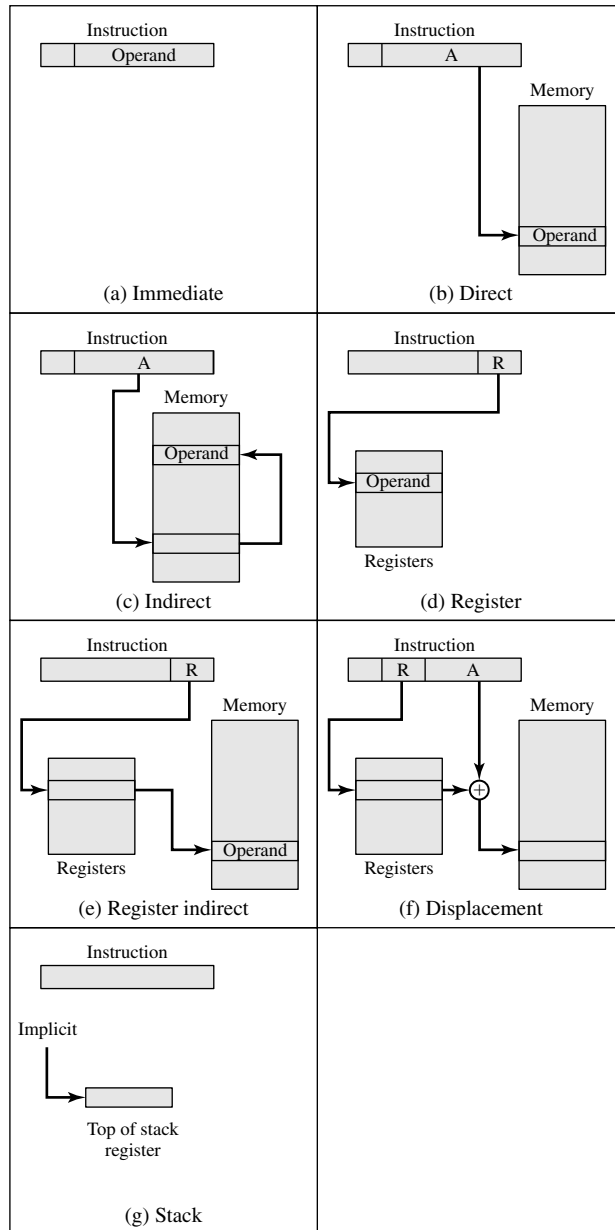 Instruction
Operand
(a) Immediate
Instruction
A
Memory
Operand
(b) Direct
Instruction
A
Memory
Operand
(c) Indirect
Instruction
R
Operand
Registers
(d) Register
Instruction
R
Memory
Registers
Operand
(e) Register indirect
Instruction
R A
Memory
+
Registers
(f) Displacement
Instruction
Implicit
Top of stack
register
(g) Stack